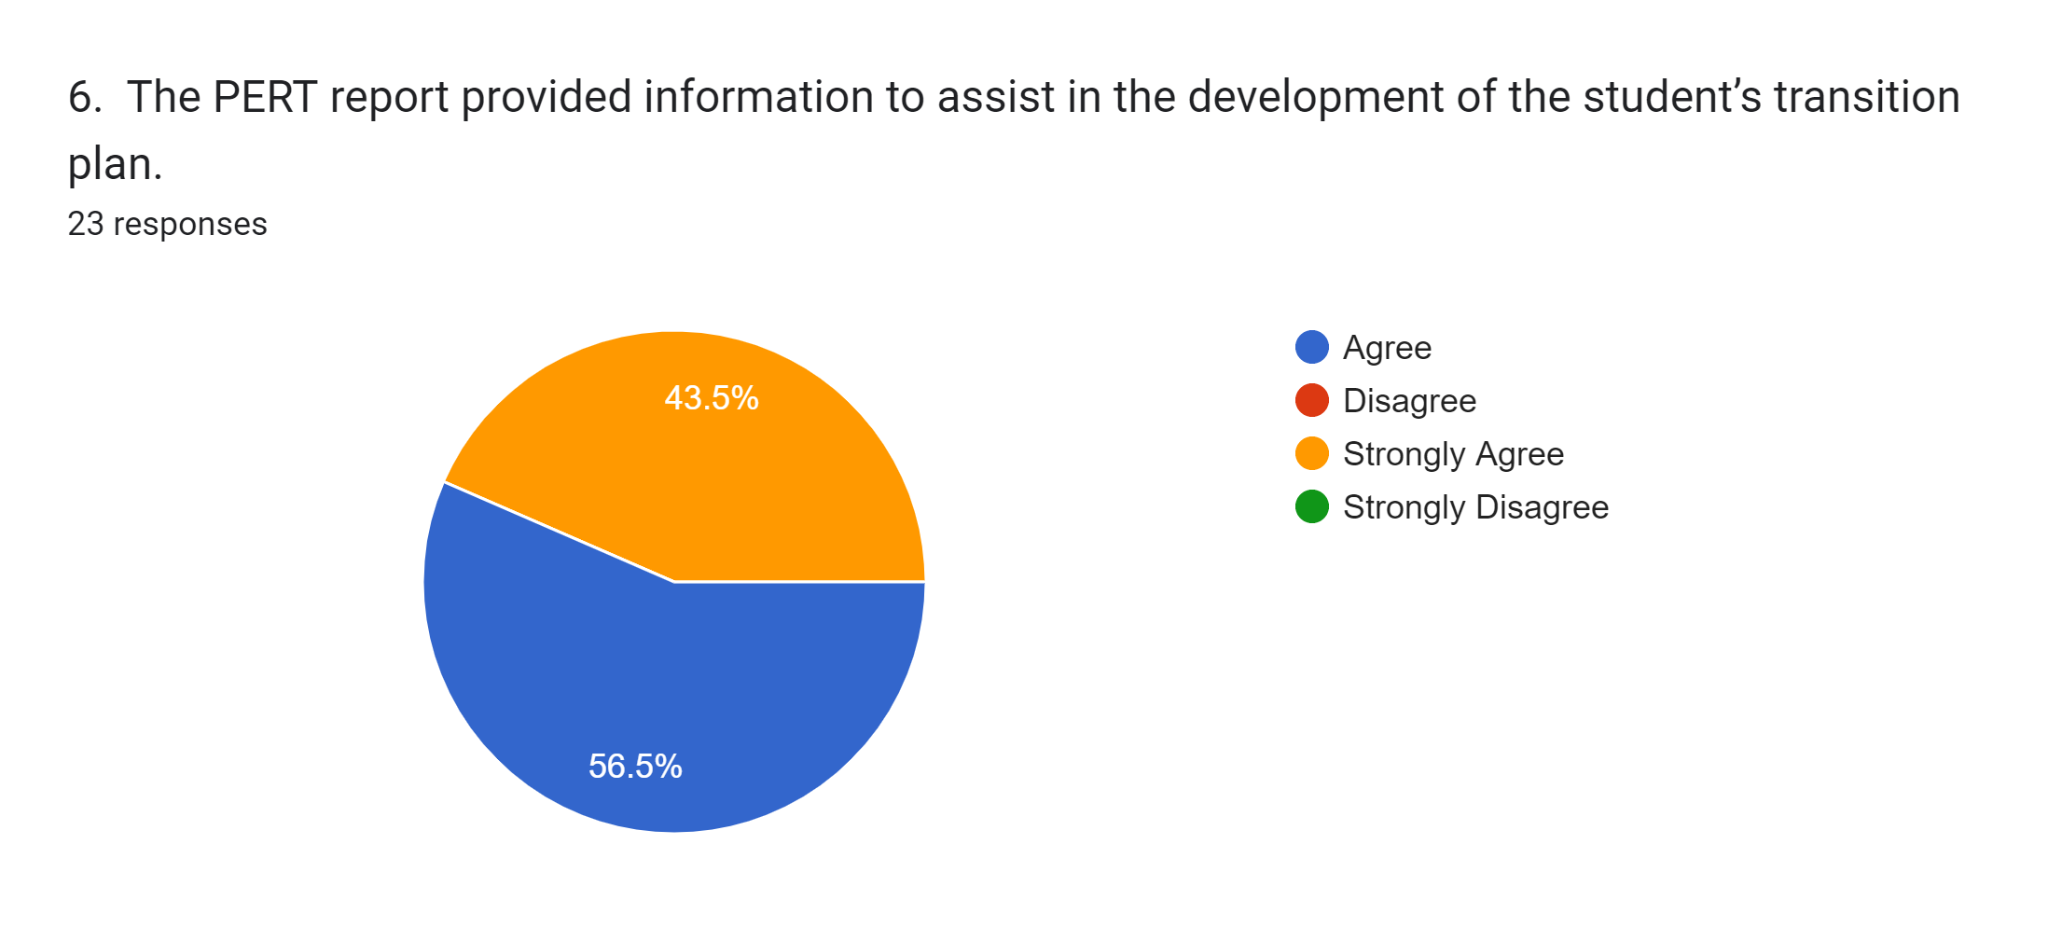 6.  The PERT report provided information to assist in the development of the student’s transition
plan.
23 responses
43.5%
56.5%
Agree
Disagree
Strongly Agree
Strongly Disagree